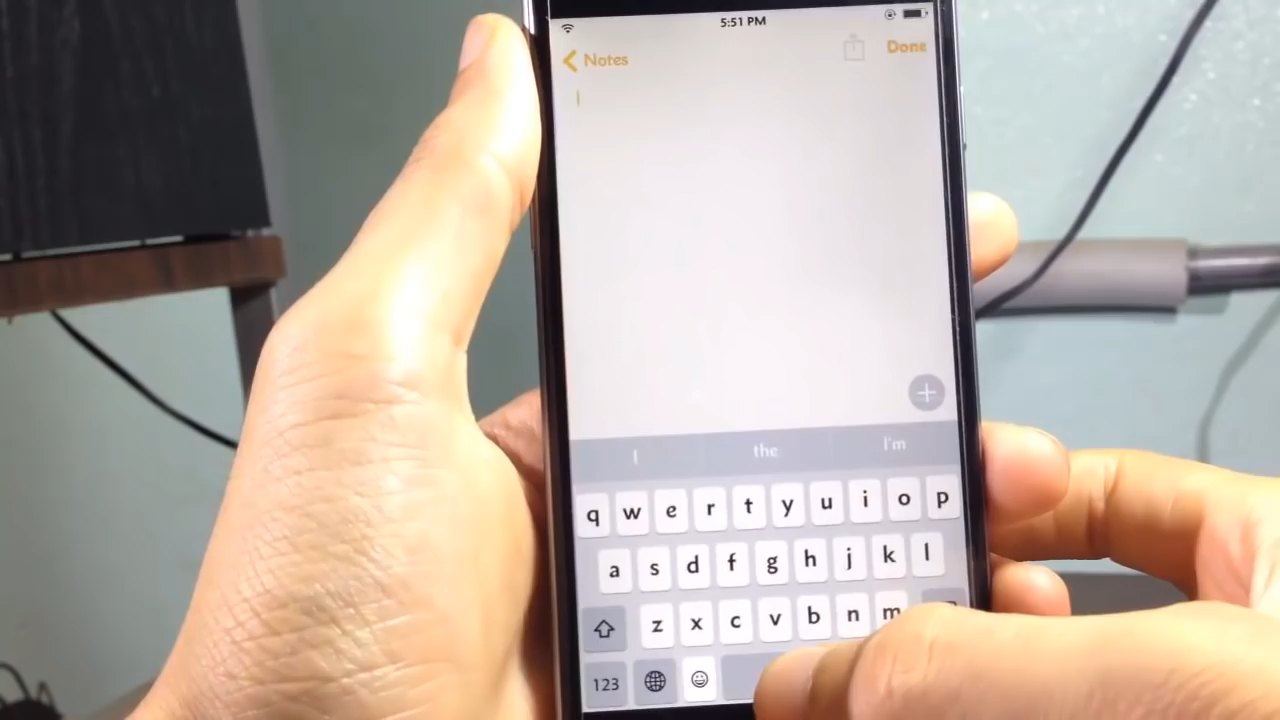 5:51 PM
Notes
Done
I the I'm
q w e r t y u i o p
a s d f g h j k l
z x c v b n m
123